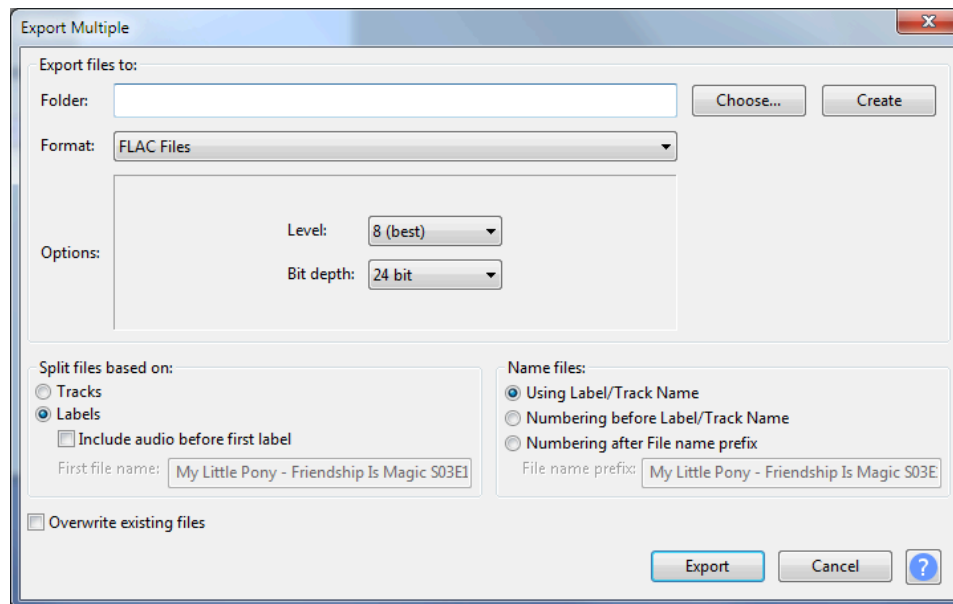 Export Multiple
Export files to:
Folder:
Choose...
Create
Format:
FLAC Files
Options:
Level:
8 (best)
Bit depth:
24 bit
Split files based on:
Tracks
Labels
Include audio before first label
First file name:
My Little Pony - Friendship Is Magic S03E1
Name files:
Using Label/Track Name
Numbering before Label/Track Name
Numbering after File name prefix
File name prefix:
My Little Pony - Friendship Is Magic S03E
Overwrite existing files
Export
Cancel
?